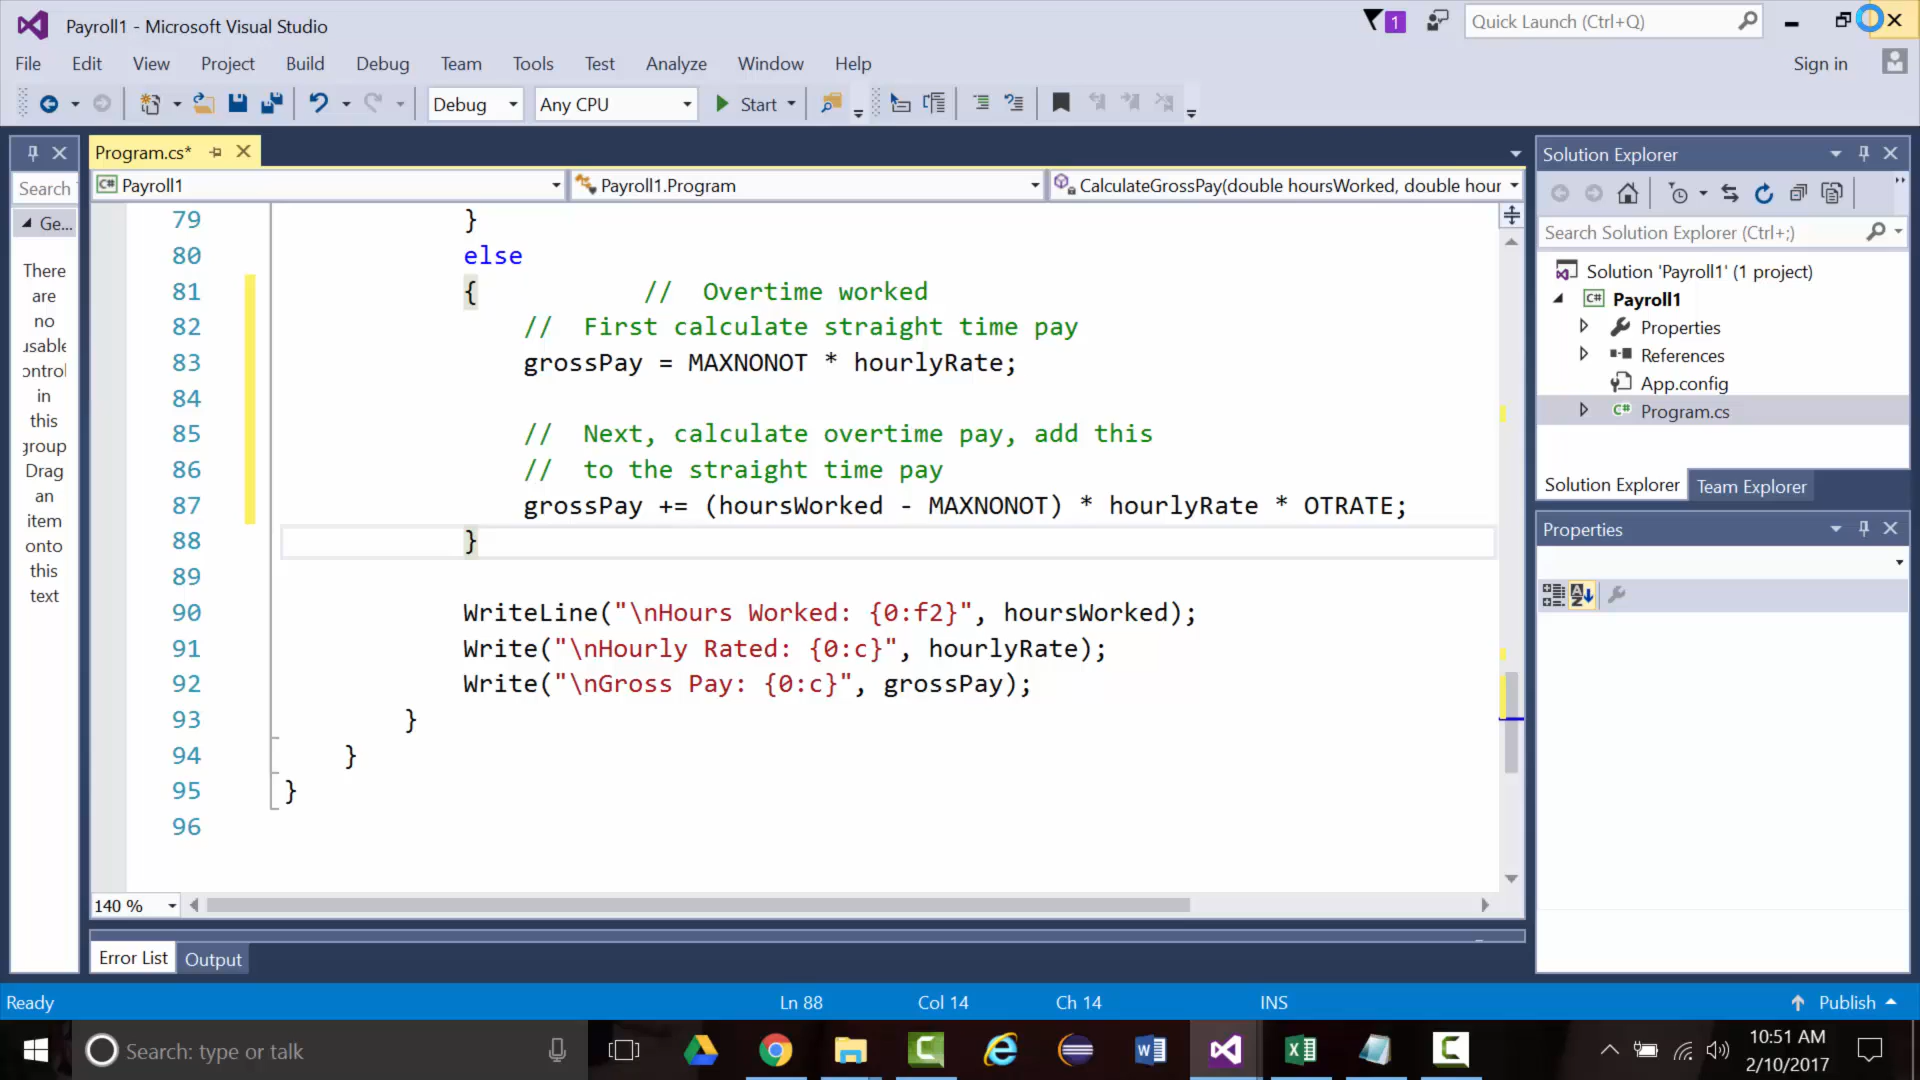 Payroll1 - Microsoft Visual Studio
1
Quick Launch (Ctrl+Q)
File Edit View Project Build Debug Team Tools Test Analyze Window Help
Sign in
Debug
Any CPU
Start
Program.cs*
Search
Payroll1
Payroll1.Program
CalculateGrossPay(double hoursWorked, double hour
Ge...
There
are
no
usable
ontrol
in
this
group
Drag
an
item
onto
this
text
79 }
80 else
81 { // Overtime worked
82 // First calculate straight time pay
83 grossPay = MAXNONOT * hourlyRate;
84
85 // Next, calculate overtime pay, add this
86 // to the straight time pay
87 grossPay += (hoursWorked - MAXNONOT) * hourlyRate * OTRATE;
88 }
89
90 WriteLine("\nHours Worked: {0:f2}", hoursWorked);
91 Write("\nHourly Rated: {0:c}", hourlyRate);
92 Write("\nGross Pay: {0:c}", grossPay);
93 }
94 }
95 }
96
140 %
Error List
Output
Solution Explorer
Search Solution Explorer (Ctrl+;)
Solution 'Payroll1' (1 project)
C# Payroll1
Properties
References
App.config
C# Program.cs
Solution Explorer
Team Explorer
Properties
Ready
Ln 88
Col 14
Ch 14
INS
Publish
Search: type or talk
10:51 AM
2/10/2017